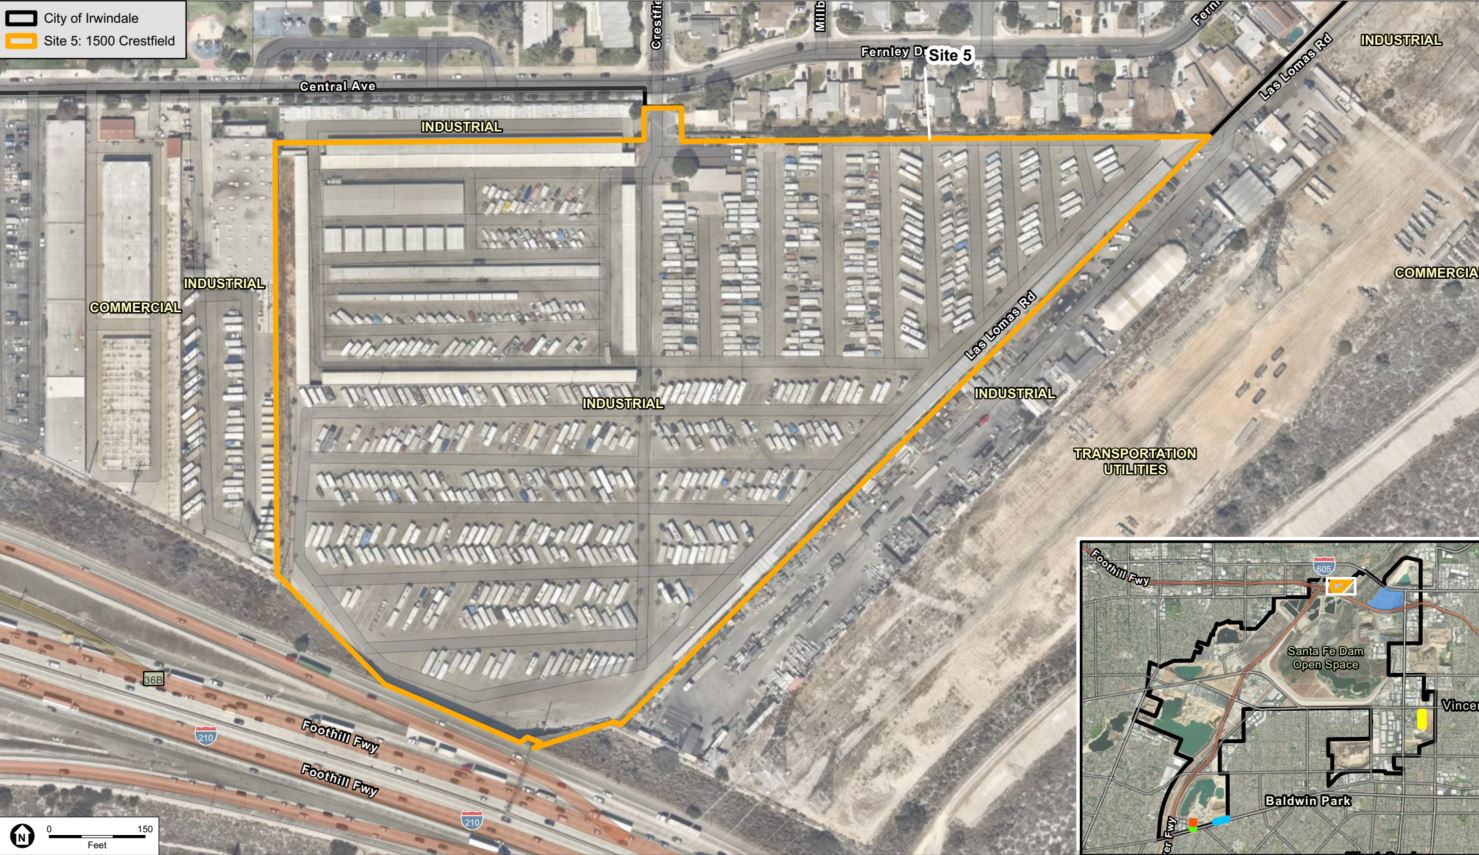 City of Irwindale
Site 5: 1500 Crestfield
Central Ave
Fernley
Site 5
Las Lomas Rd
INDUSTRIAL
INDUSTRIAL
INDUSTRIAL
COMMERCIAL
INDUSTRIAL
Las Lomas Rd
INDUSTRIAL
TRANSPORTATION
UTILITIES
36B
210
Foothill Fwy
Foothill Fwy
210
N
0 150
Feet
Foothill Fwy
605
Santa Fe Dam
Open Space
Baldwin Park